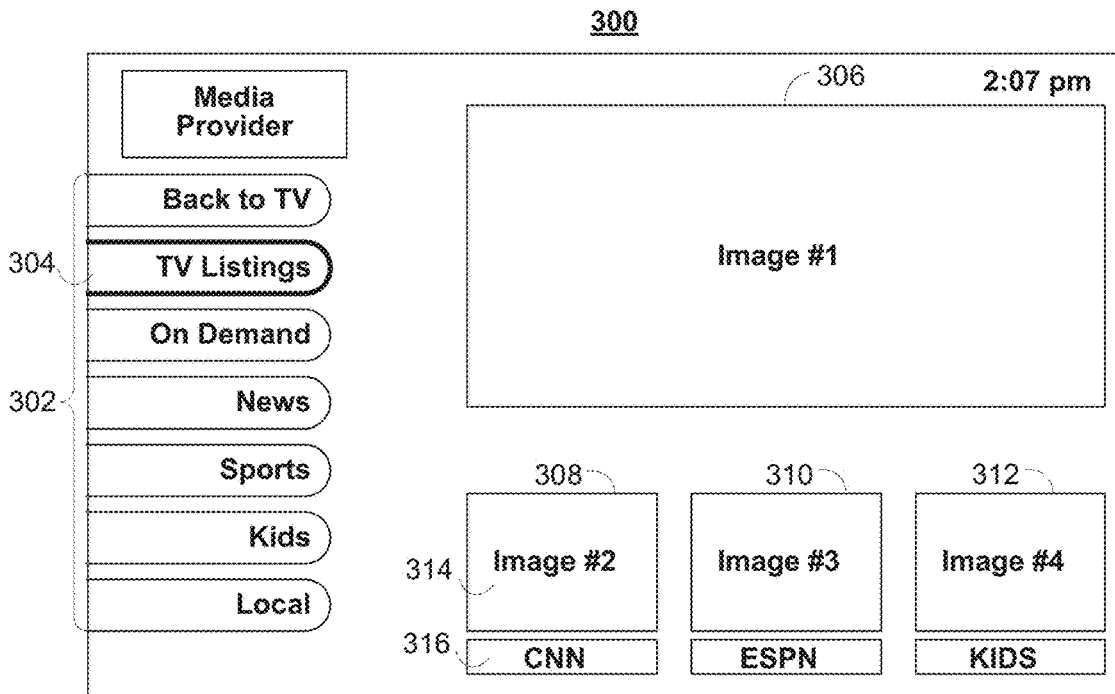 300
306
2:07 pm
Media
Provider
Back to TV
304
TV Listings
Image #1
On Demand
302
News
Sports
308
310
312
Kids
314
Image #2
Image #3
Image #4
Local
316
CNN
ESPN
KIDS